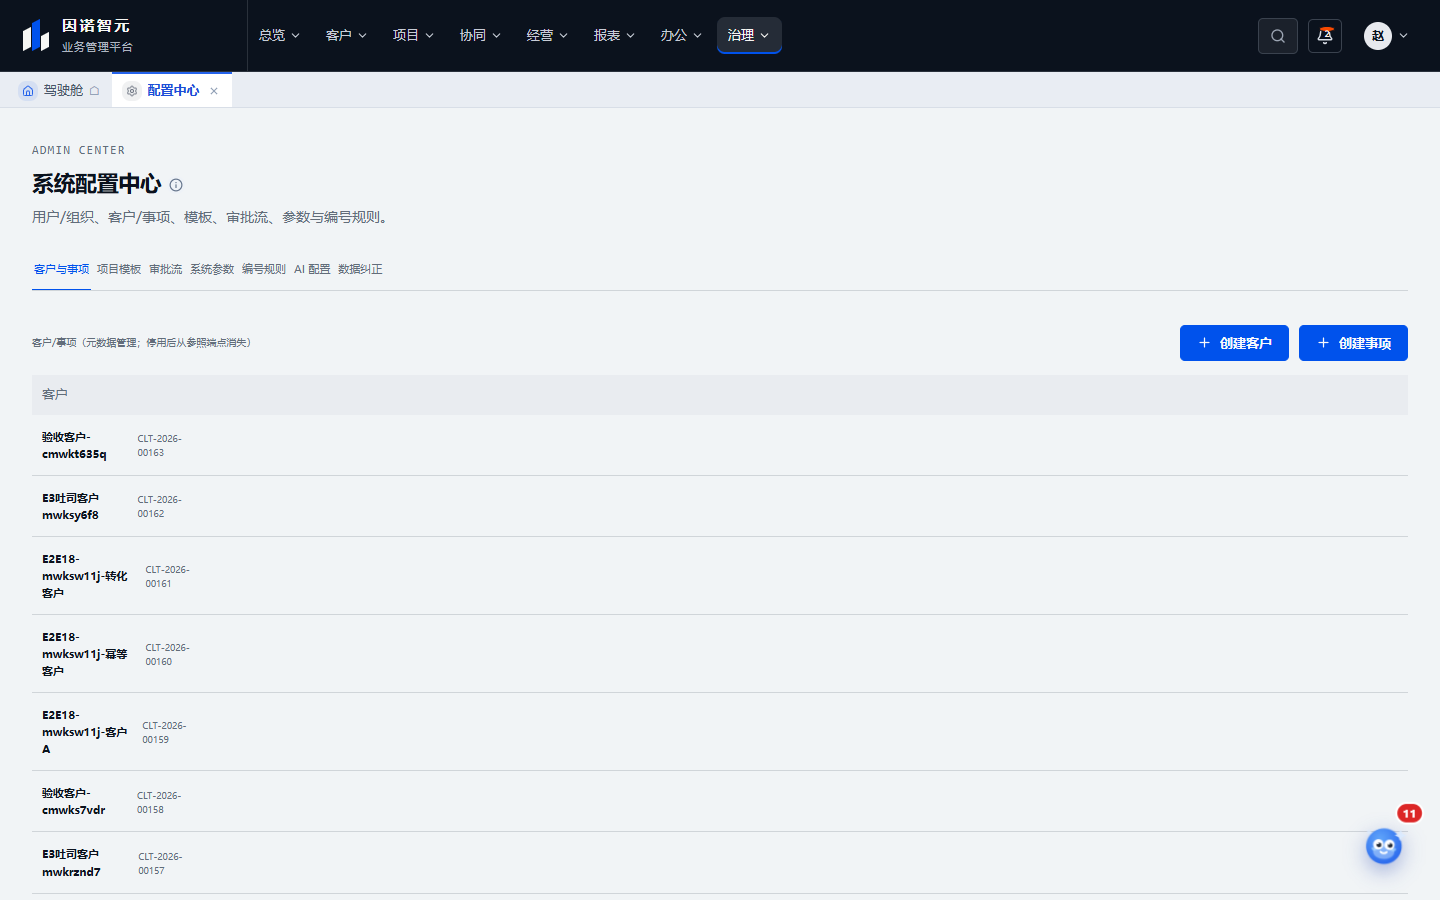 因诺智元
业务管理平台
总览 客户 项目 协同 经营 报表 办公 治理
赵
驾驶舱
配置中心
ADMIN CENTER
系统配置中心
用户/组织、客户/事项、模板、审批流、参数与编号规则。
客户与事项 项目模板 审批流 系统参数 编号规则 AI 配置 数据纠正
客户/事项（元数据管理；停用后从参照端点消失）
创建客户
创建事项
客户
验收客户-
cmwkt635q
CLT-2026-
00163
E3吐司客户
mwksy6f8
CLT-2026-
00162
E2E18-
mwksw11j-转化
客户
CLT-2026-
00161
E2E18-
mwksw11j-幂等
客户
CLT-2026-
00160
E2E18-
mwksw11j-客户
A
CLT-2026-
00159
验收客户-
cmwks7vdr
CLT-2026-
00158
E3吐司客户
mwkrznd7
CLT-2026-
00157
11